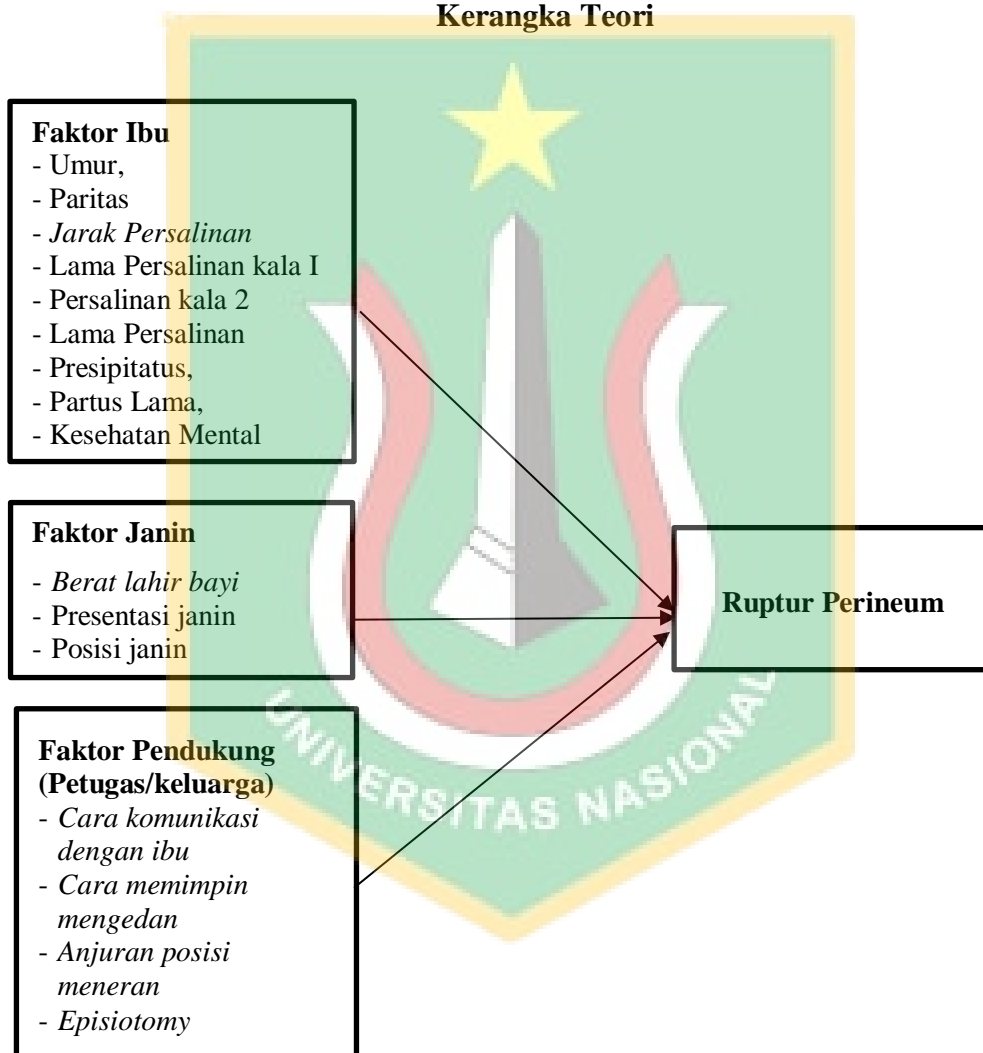 Kerangka Teori
Faktor Ibu
- Umur,
- Paritas
- Jarak Persalinan
- Lama Persalinan kala I
- Persalinan kala 2
- Lama Persalinan
- Presipitatus,
- Partus Lama,
- Kesehatan Mental
Faktor Janin
- Berat lahir bayi
- Presentasi janin
- Posisi janin
Ruptur Perineum
Faktor Pendukung
(Petugas/keluarga)
- Cara komunikasi
dengan ibu
- Cara memimpin
mengedan
- Anjuran posisi
meneran
- Episiotomy
UNIVERSITAS NASIONAL